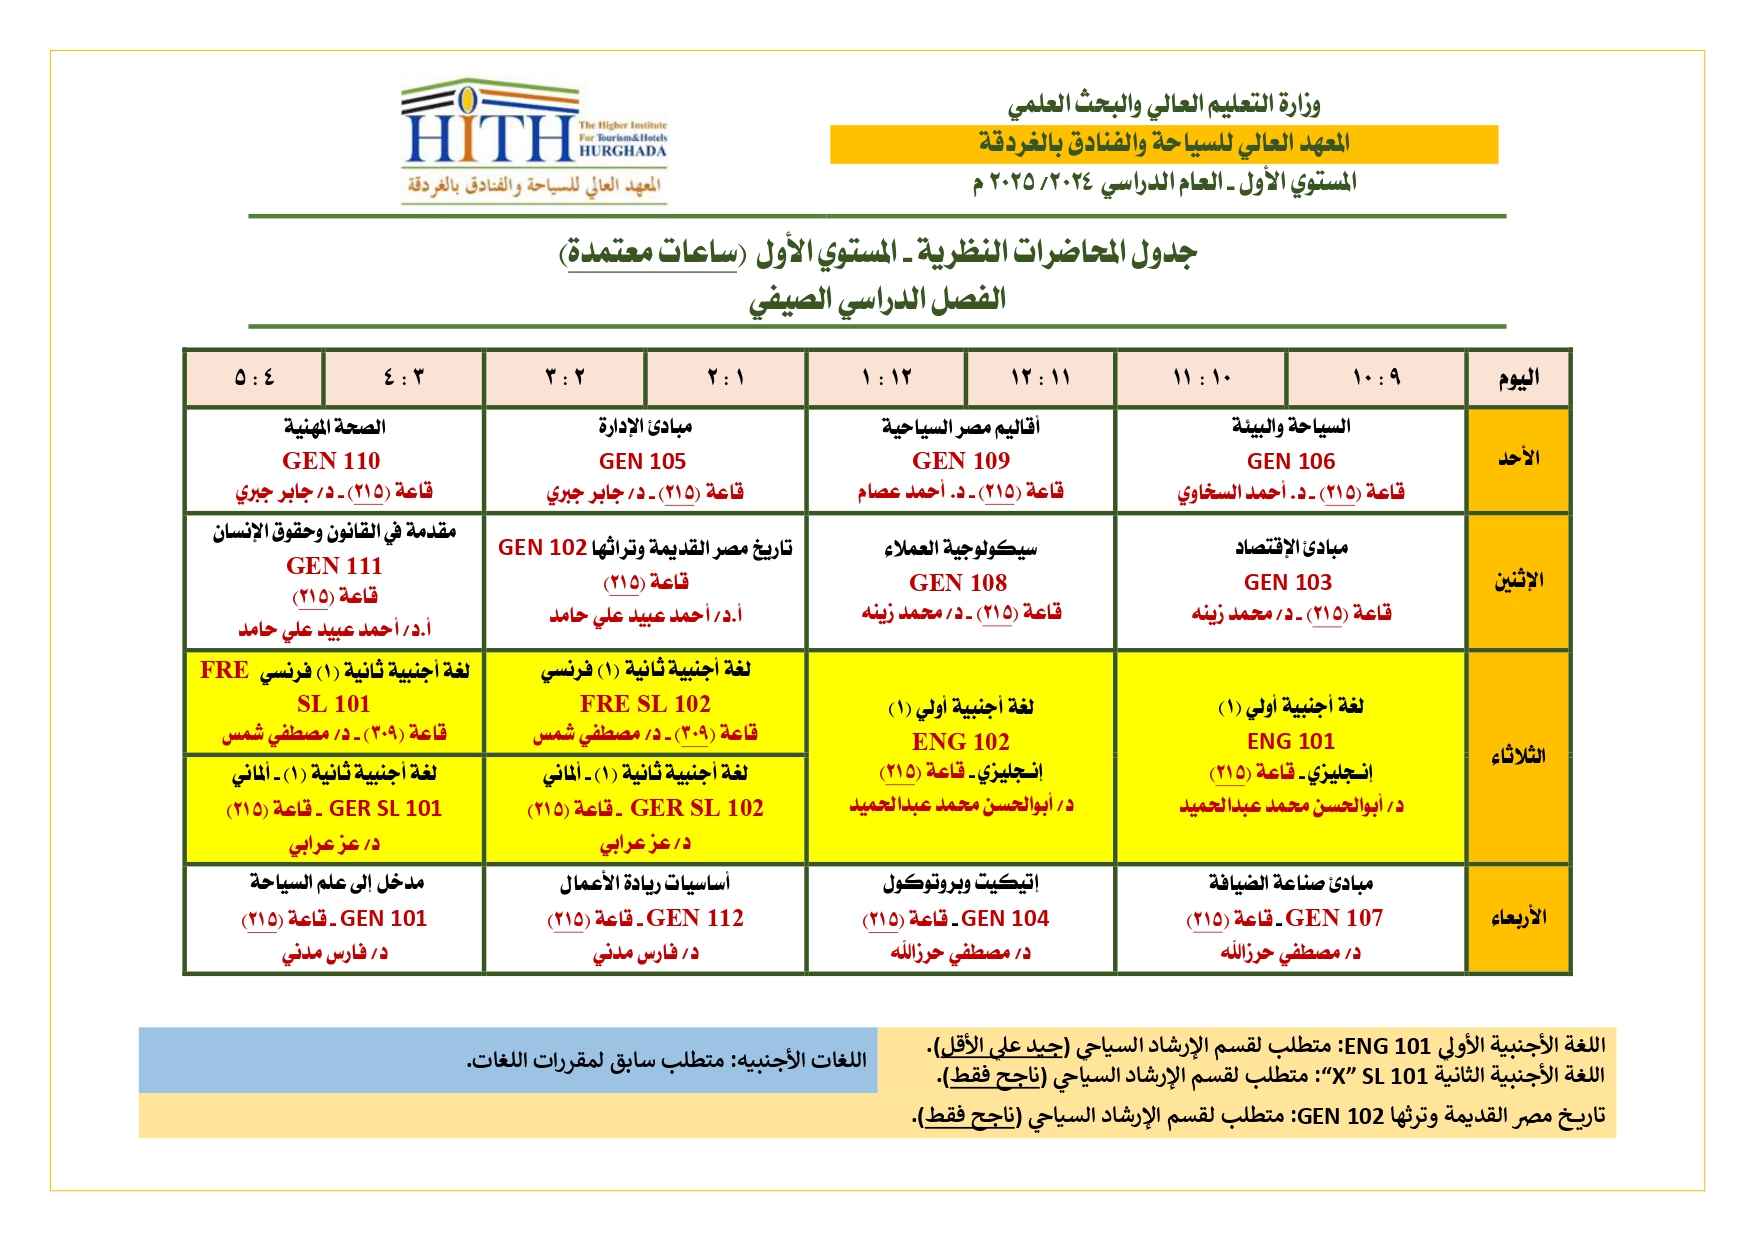 وزارة التعليم العالي والبحث العلمي
المعهد العالي للسياحة والفنادق بالغردقة
المستوي الأول ـ العام الدراسي ٢٠٢٤/ ٢٠٢٥ م
HiTH
The Higher Institute
For Tourism&Hotels
HURGHADA
المعهد العالي للسياحة والفنادق بالغردقة
جدول المحاضرات النظرية ـ المستوي الأول (ساعات معتمدة)
الفصل الدراسي الصيفي
اليوم
٩ : ١٠
١٠ : ١١
١١ : ١٢
١٢ : ١
١ : ٢
٢ : ٣
٣ : ٤
٤ : ٥
الأحد
السياحة والبيئة
GEN 106
قاعة (٢١٥) ـ د. أحمد السخاوي
أقاليم مصر السياحية
GEN 109
قاعة (٢١٥) ـ د. أحمد عصام
مبادئ الإدارة
GEN 105
قاعة (٢١٥) ـ د/ جابر جبري
الصحة المهنية
GEN 110
قاعة (٢١٥) ـ د/ جابر جبري
الإثنين
مبادئ الإقتصاد
GEN 103
قاعة (٢١٥) ـ د/ محمد زينه
سيكولوجية العملاء
GEN 108
قاعة (٢١٥) ـ د/ محمد زينه
تاريخ مصر القديمة وتراثها GEN 102
قاعة (٢١٥)
أ.د/ أحمد عبيد علي حامد
مقدمة في القانون وحقوق الإنسان
GEN 111
قاعة (٢١٥)
أ.د/ أحمد عبيد علي حامد
الثلاثاء
لغة أجنبية أولي (١)
ENG 101
إنجليزي ـ قاعة (٢١٥)
د/ أبوالحسن محمد عبدالحميد
لغة أجنبية أولي (١)
ENG 102
إنجليزي ـ قاعة (٢١٥)
د/ أبوالحسن محمد عبدالحميد
لغة أجنبية ثانية (١) فرنسي
FRE SL 102
قاعة (٣٠٩) ـ د/ مصطفي شمس
لغة أجنبية ثانية (١) فرنسي FRE
SL 101
قاعة (٣٠٩) ـ د/ مصطفي شمس
لغة أجنبية ثانية (١) ـ ألماني
GER SL 102 ـ قاعة (٢١٥)
د/ عز عرابي
لغة أجنبية ثانية (١) ـ ألماني
GER SL 101 ـ قاعة (٢١٥)
د/ عز عرابي
الأربعاء
مبادئ صناعة الضيافة
GEN 107 ـ قاعة (٢١٥)
د/ مصطفي حرزالله
إتيكيت وبروتوكول
GEN 104 ـ قاعة (٢١٥)
د/ مصطفي حرزالله
أساسيات ريادة الأعمال
GEN 112 ـ قاعة (٢١٥)
د/ فارس مدني
مدخل إلى علم السياحة
GEN 101 ـ قاعة (٢١٥)
د/ فارس مدني
اللغة الأجنبية الأولي ENG 101: متطلب لقسم الإرشاد السياحي (جيد علي الأقل).
اللغة الأجنبية الثانية X” SL 101“: متطلب لقسم الإرشاد السياحي (ناجح فقط).
اللغات الأجنبيه: متطلب سابق لمقررات اللغات.
تاريخ مصر القديمة وترثها GEN 102: متطلب لقسم الإرشاد السياحي (ناجح فقط).